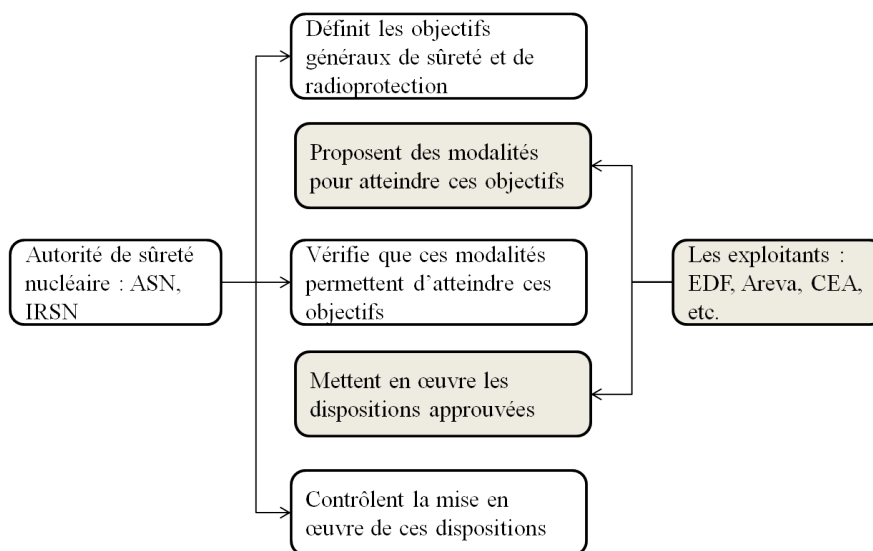 Définit les objectifs
généraux de sûreté et de
radioprotection
Proposent des modalités
pour atteindre ces objectifs
Autorité de sûreté
nucléaire : ASN,
IRSN
Vérifie que ces modalités
permettent d’atteindre ces
objectifs
Les exploitants :
EDF, Areva, CEA,
etc.
Mettent en œuvre les
dispositions approuvées
Contrôlent la mise en
œuvre de ces dispositions